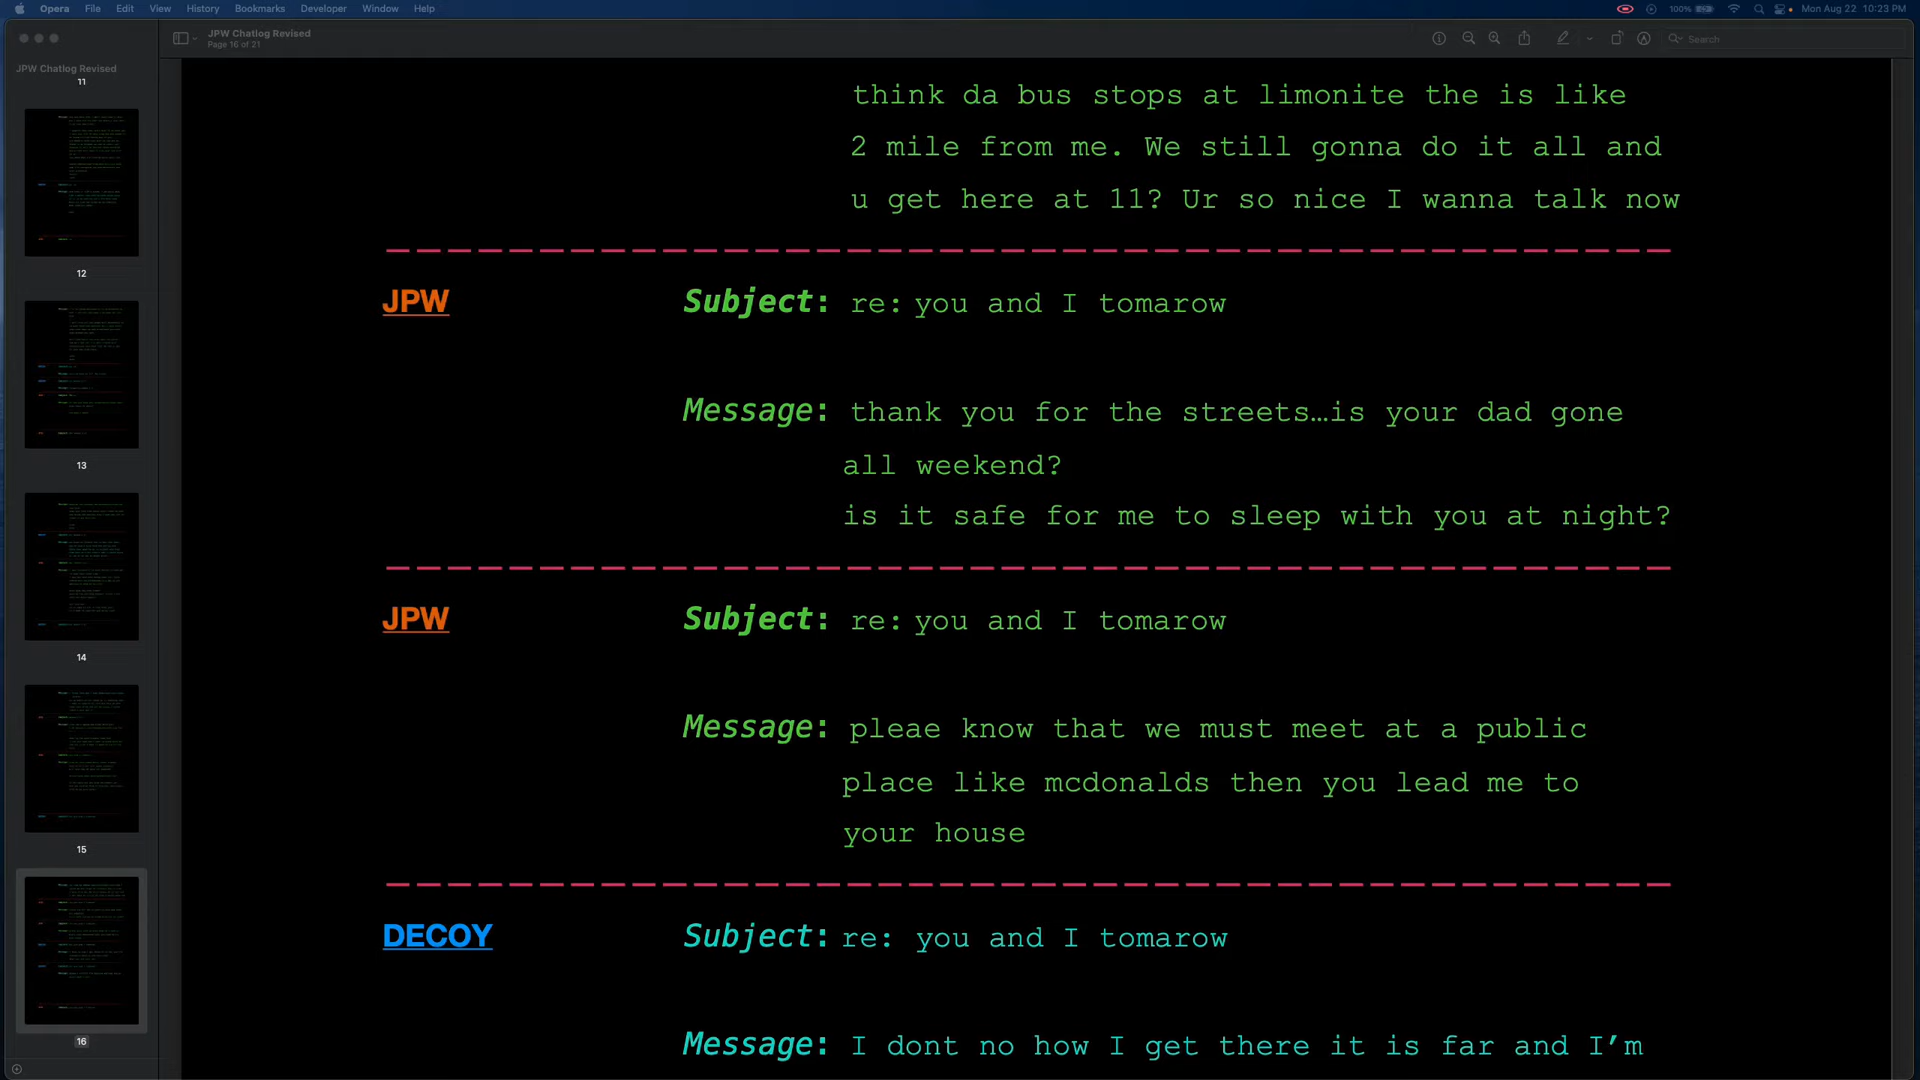 Opera File Edit View History Bookmarks Developer Window Help 100% Mon Aug 22 10:23 PM
JPW Chatlog Revised
Page 16 of 21
Search
JPW Chatlog Revised
11
12
13
14
15
16
think da bus stops at limonite the is like
2 mile from me. We still gonna do it all and
u get here at 11? Ur so nice I wanna talk now
JPW Subject: re: you and I tomarow
Message: thank you for the streets…is your dad gone
all weekend?
is it safe for me to sleep with you at night?
JPW Subject: re: you and I tomarow
Message: pleae know that we must meet at a public
place like mcdonalds then you lead me to
your house
DECOY Subject: re: you and I tomarow
Message: I dont no how I get there it is far and I’m